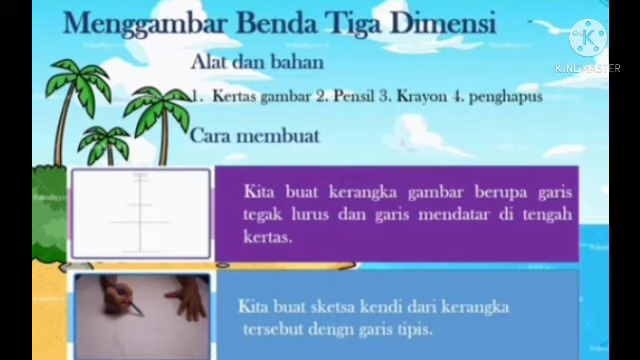 Menggambar Benda Tiga Dimensi
K
KINEMASTER
Alat dan bahan
1. Kertas gambar 2. Pensil 3. Krayon 4. penghapus
Cara membuat
Kita buat kerangka gambar berupa garis
tegak lurus dan garis mendatar di tengah
kertas.
Kita buat sketsa kendi dari kerangka
tersebut dengn garis tipis.